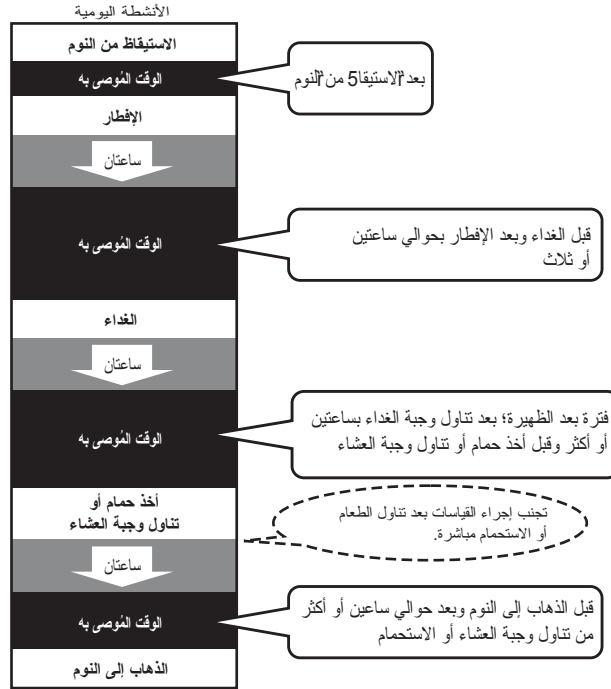 الأنشطة اليومية
الاستيقاظ من النوم
الوقت المُوصى به
بعد الاستيقا5 من النوم
الإفطار
ساعتان
الوقت المُوصى به
قبل الغداء وبعد الإفطار بحوالي ساعتين
أو ثلاث
الغداء
ساعتان
الوقت المُوصى به
فترة بعد الظهيرة؛ بعد تناول وجبة الغداء بساعتين
أو أكثر وقبل أخذ حمام أو تناول وجبة العشاء
أخذ حمام أو
تناول وجبة العشاء
تجنب إجراء القياسات بعد تناول الطعام
أو الاستحمام مباشرة.
ساعتان
الوقت المُوصى به
قبل الذهاب إلى النوم وبعد حوالي ساعين أو أكثر
من تناول وجبة العشاء أو الاستحمام
الذهاب إلى النوم